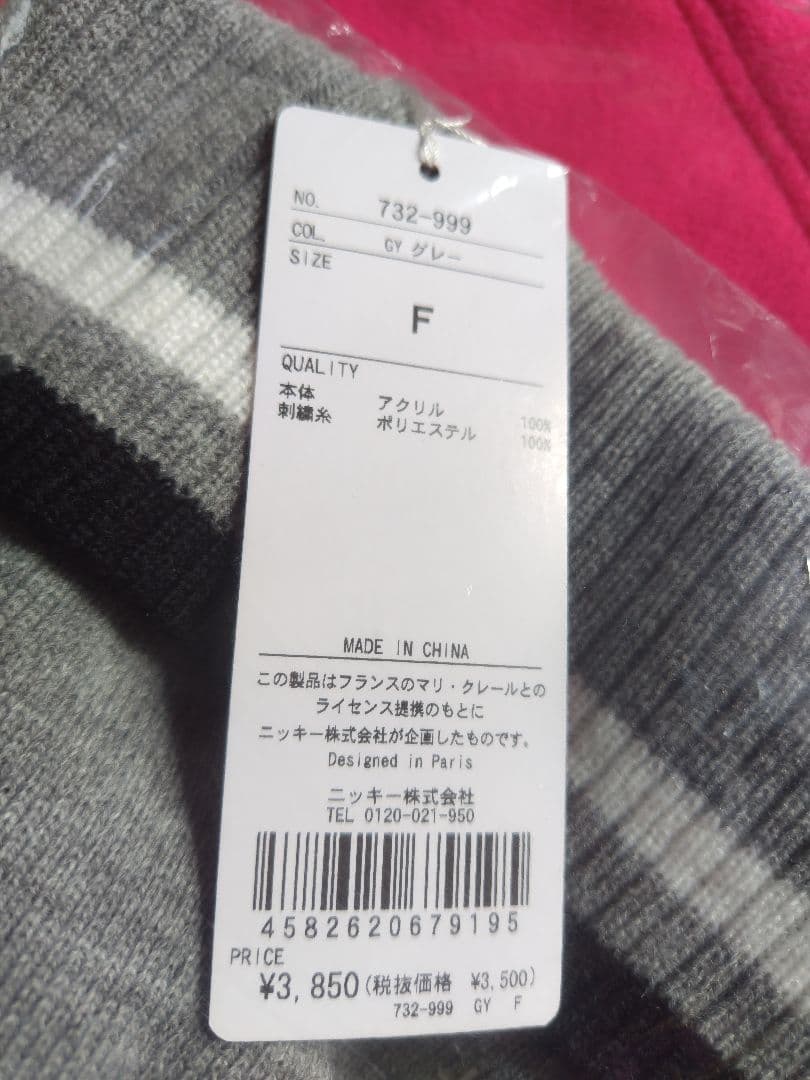 NO. 732-999
COL. GY グレー
SIZE
F
QUALITY
本体 アクリル 100%
刺繍糸 ポリエステル 100%
MADE IN CHINA
この製品はフランスのマリ・クレールとの
ライセンス提携のもとに
ニッキー株式会社が企画したものです。
Designed in Paris
ニッキー株式会社
TEL 0120-021-950
4582620679195
PRICE
¥3,850(税抜価格 ¥3,500)
732-999 GY F